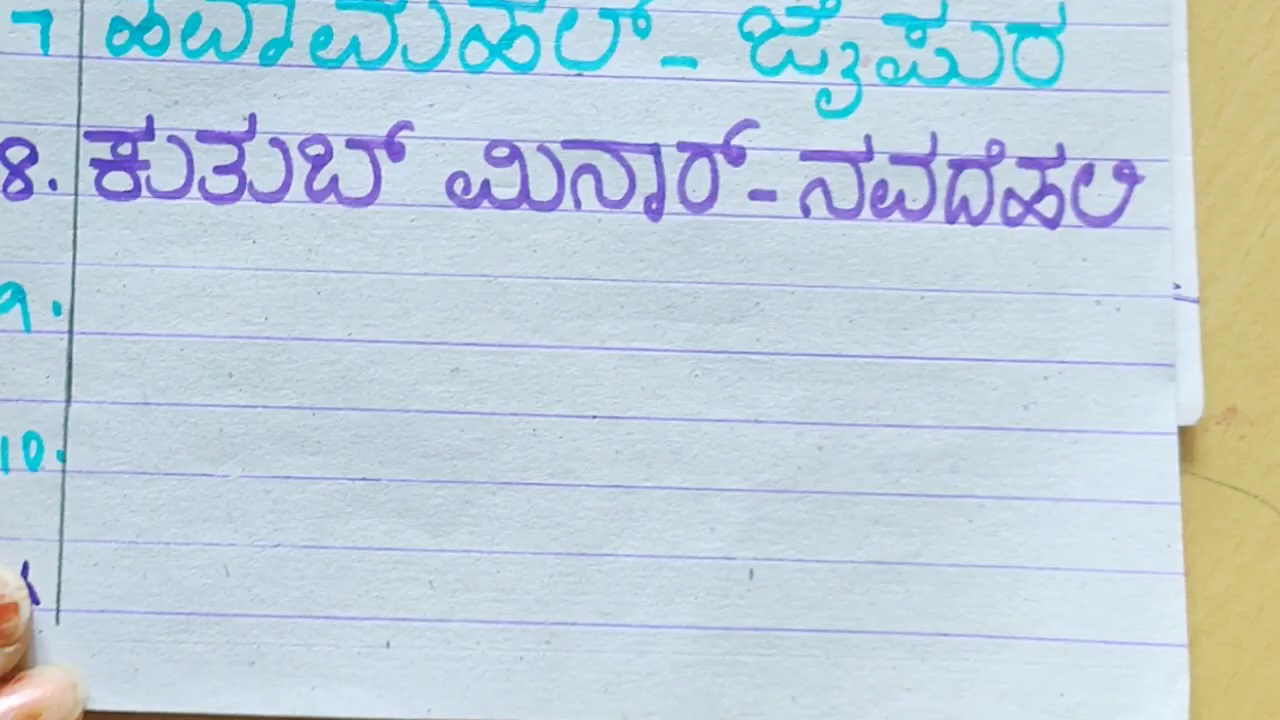 7 ಹವಾಮಹಲ್ - ಜೈಪುರ
8. ಕುತುಬ್ ಮಿನಾರ್ - ನವದೆಹಲಿ
9.
10.